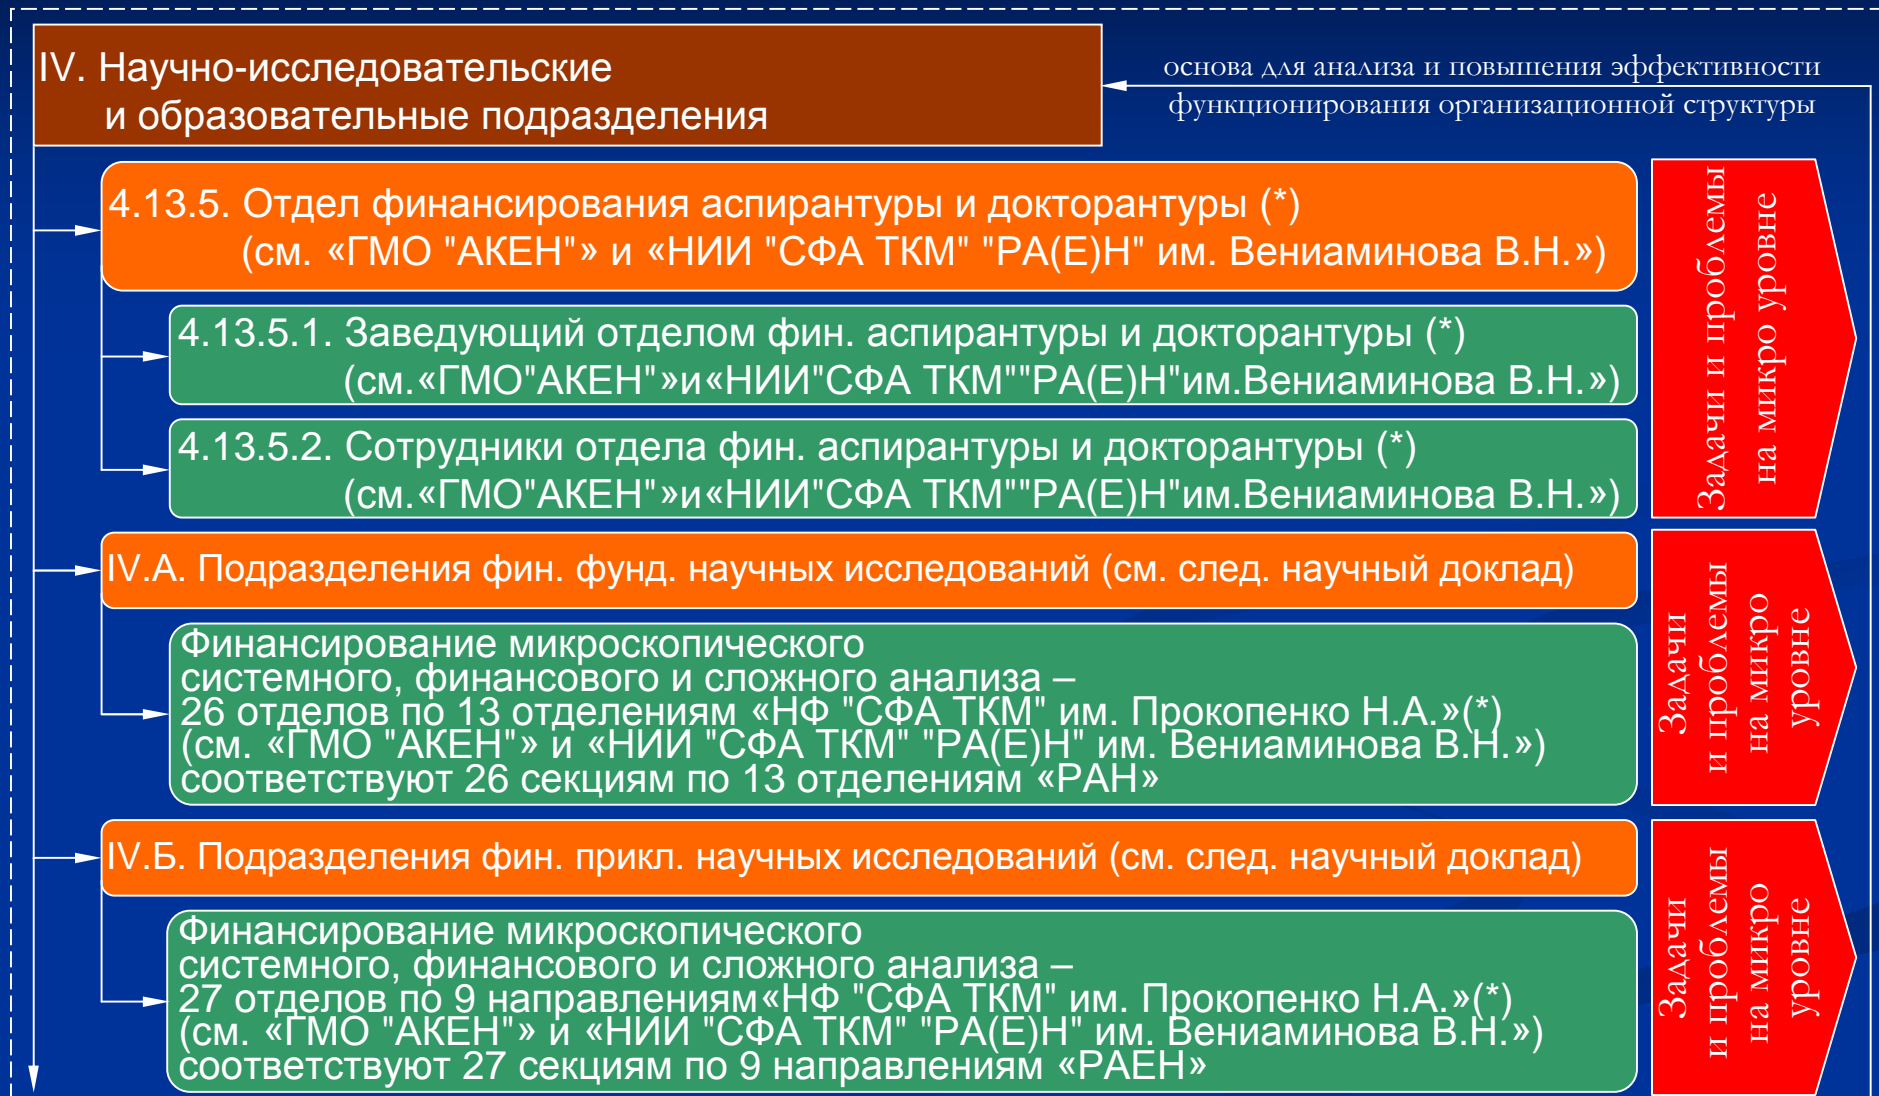 IV. Научно-исследовательские
и образовательные подразделения
основа для анализа и повышения эффективности
функционирования организационной структуры
4.13.5. Отдел финансирования аспирантуры и докторантуры (*)
(см. «ГМО "АКЕН"» и «НИИ "СФА ТКМ" "РА(Е)Н" им. Вениаминова В.Н.»)
4.13.5.1. Заведующий отделом фин. аспирантуры и докторантуры (*)
(см.«ГМО"АКЕН"»и«НИИ"СФА ТКМ""РА(Е)Н"им.Вениаминова В.Н.»)
4.13.5.2. Сотрудники отдела фин. аспирантуры и докторантуры (*)
(см.«ГМО"АКЕН"»и«НИИ"СФА ТКМ""РА(Е)Н"им.Вениаминова В.Н.»)
Задачи и проблемы
на микро уровне
IV.А. Подразделения фин. фунд. научных исследований (см. след. научный доклад)
Финансирование микроскопического
системного, финансового и сложного анализа –
26 отделов по 13 отделениям «НФ "СФА ТКМ" им. Прокопенко Н.А.»(*)
(см. «ГМО "АКЕН"» и «НИИ "СФА ТКМ" "РА(Е)Н" им. Вениаминова В.Н.»)
соответствуют 26 секциям по 13 отделениям «РАН»
Задачи
и проблемы
на микро
уровне
IV.Б. Подразделения фин. прикл. научных исследований (см. след. научный доклад)
Финансирование микроскопического
системного, финансового и сложного анализа –
27 отделов по 9 направлениям«НФ "СФА ТКМ" им. Прокопенко Н.А.»(*)
(см. «ГМО "АКЕН"» и «НИИ "СФА ТКМ" "РА(Е)Н" им. Вениаминова В.Н.»)
соответствуют 27 секциям по 9 направлениям «РАЕН»
Задачи
и проблемы
на микро
уровне